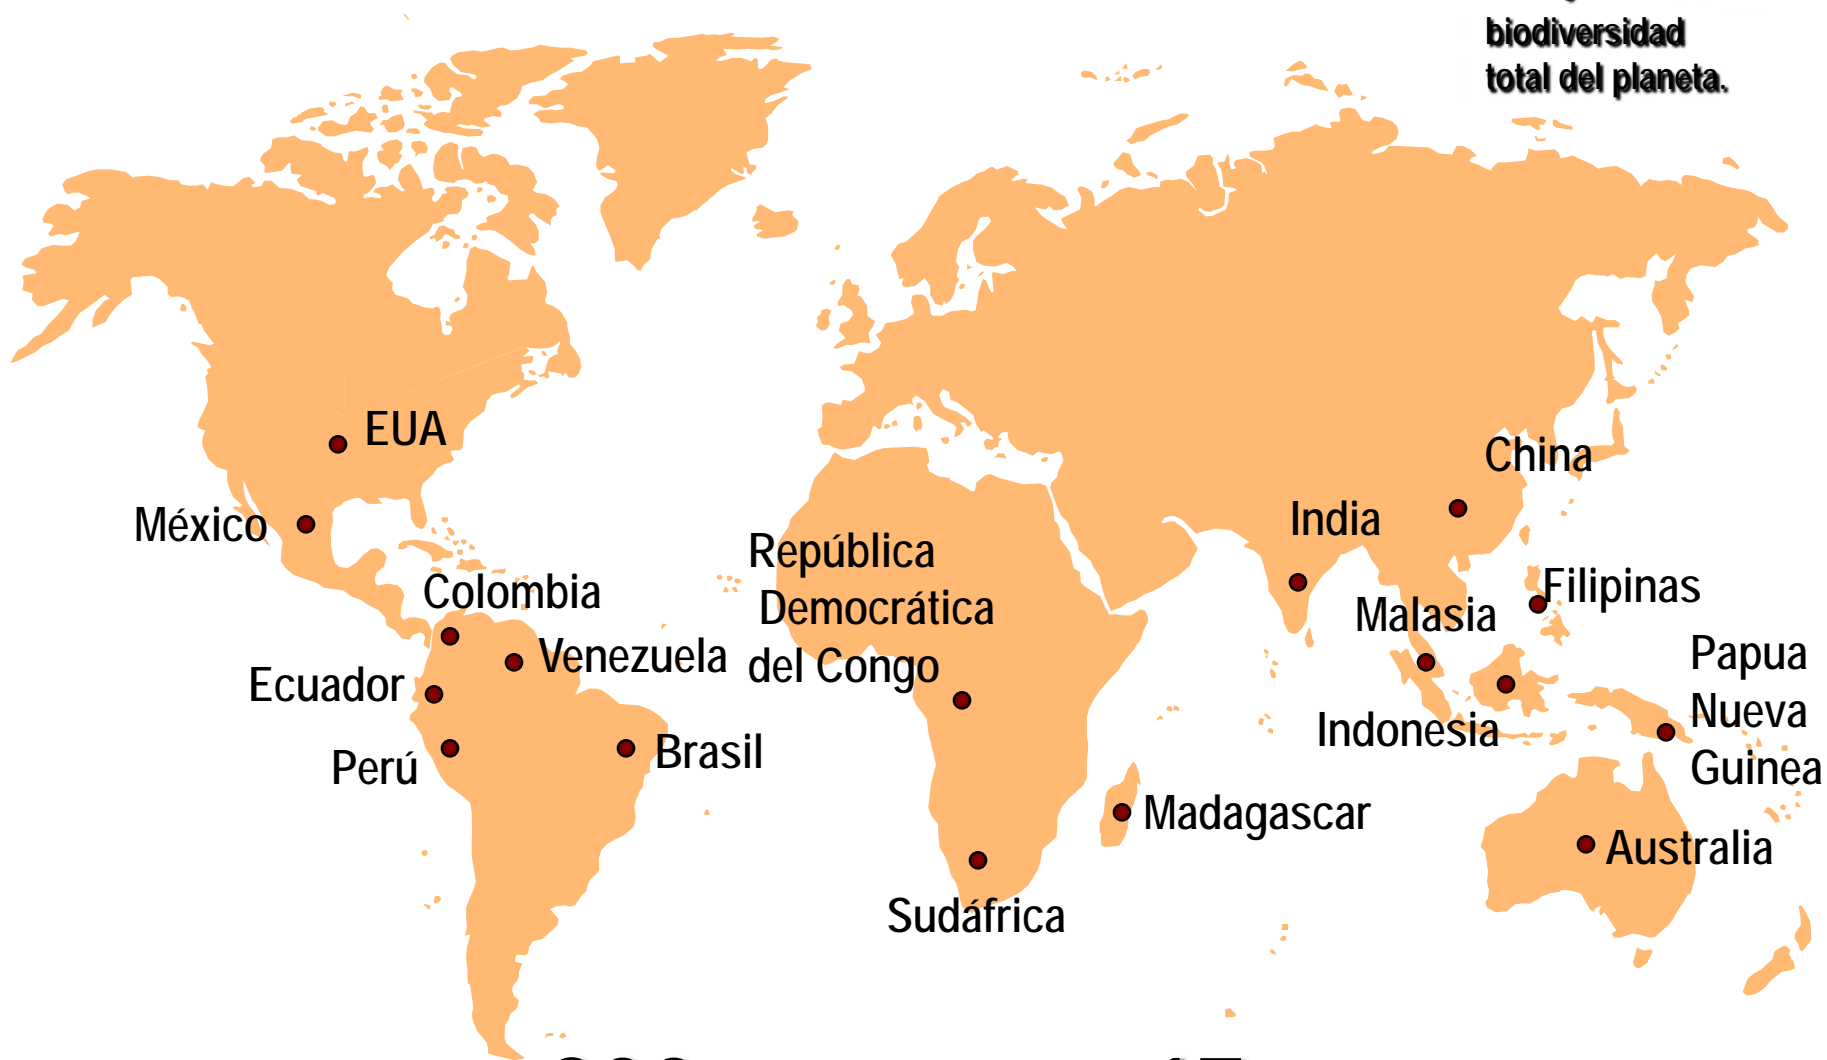 biodiversidad
total del planeta.
EUA
China
México
India
República
Democrática
del Congo
Colombia
Filipinas
Malasia
Venezuela
Papua
Nueva
Guinea
Ecuador
Indonesia
Perú
Brasil
Madagascar
Australia
Sudáfrica